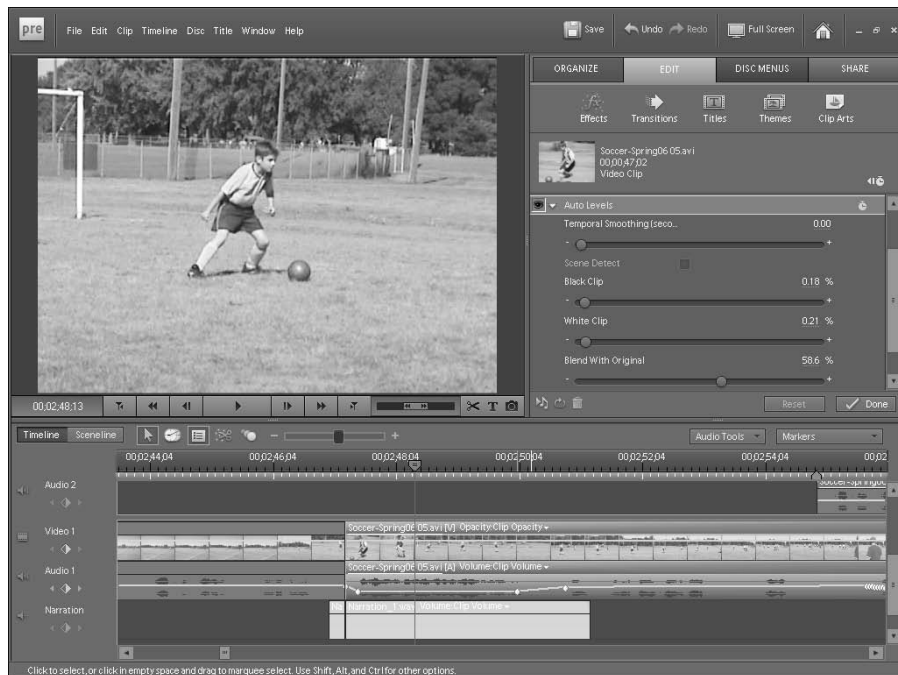 pre File Edit Clip Timeline Disc Title Window Help Save Undo Redo Full Screen
ORGANIZE EDIT DISC MENUS SHARE
Effects Transitions Titles Themes Clip Arts
Soccer-Spring06 05.avi
00;00;47;02
Video Clip
Auto Levels
Temporal Smoothing (seco... 0.00
- +
Scene Detect
Black Clip 0.18 %
- +
White Clip 0.21 %
- +
Blend With Original 58.6 %
- +
00;02;48;13 T Reset Done
Timeline Sceneline - + Audio Tools Markers
00;02;44;04 00;02;46;04 00;02;48;04 00;02;50;04 00;02;52;04 00;02;54;04 00;02
Audio 2
Video 1 Soccer-Spring06 05.avi [V] Opacity:Clip Opacity
Audio 1 Soccer-Spring06 05.avi [A] Volume:Clip Volume
Narration Na Narration_1.wav Volume:Clip Volume
Click to select, or click in empty space and drag to marquee select. Use Shift, Alt, and Ctrl for other options.